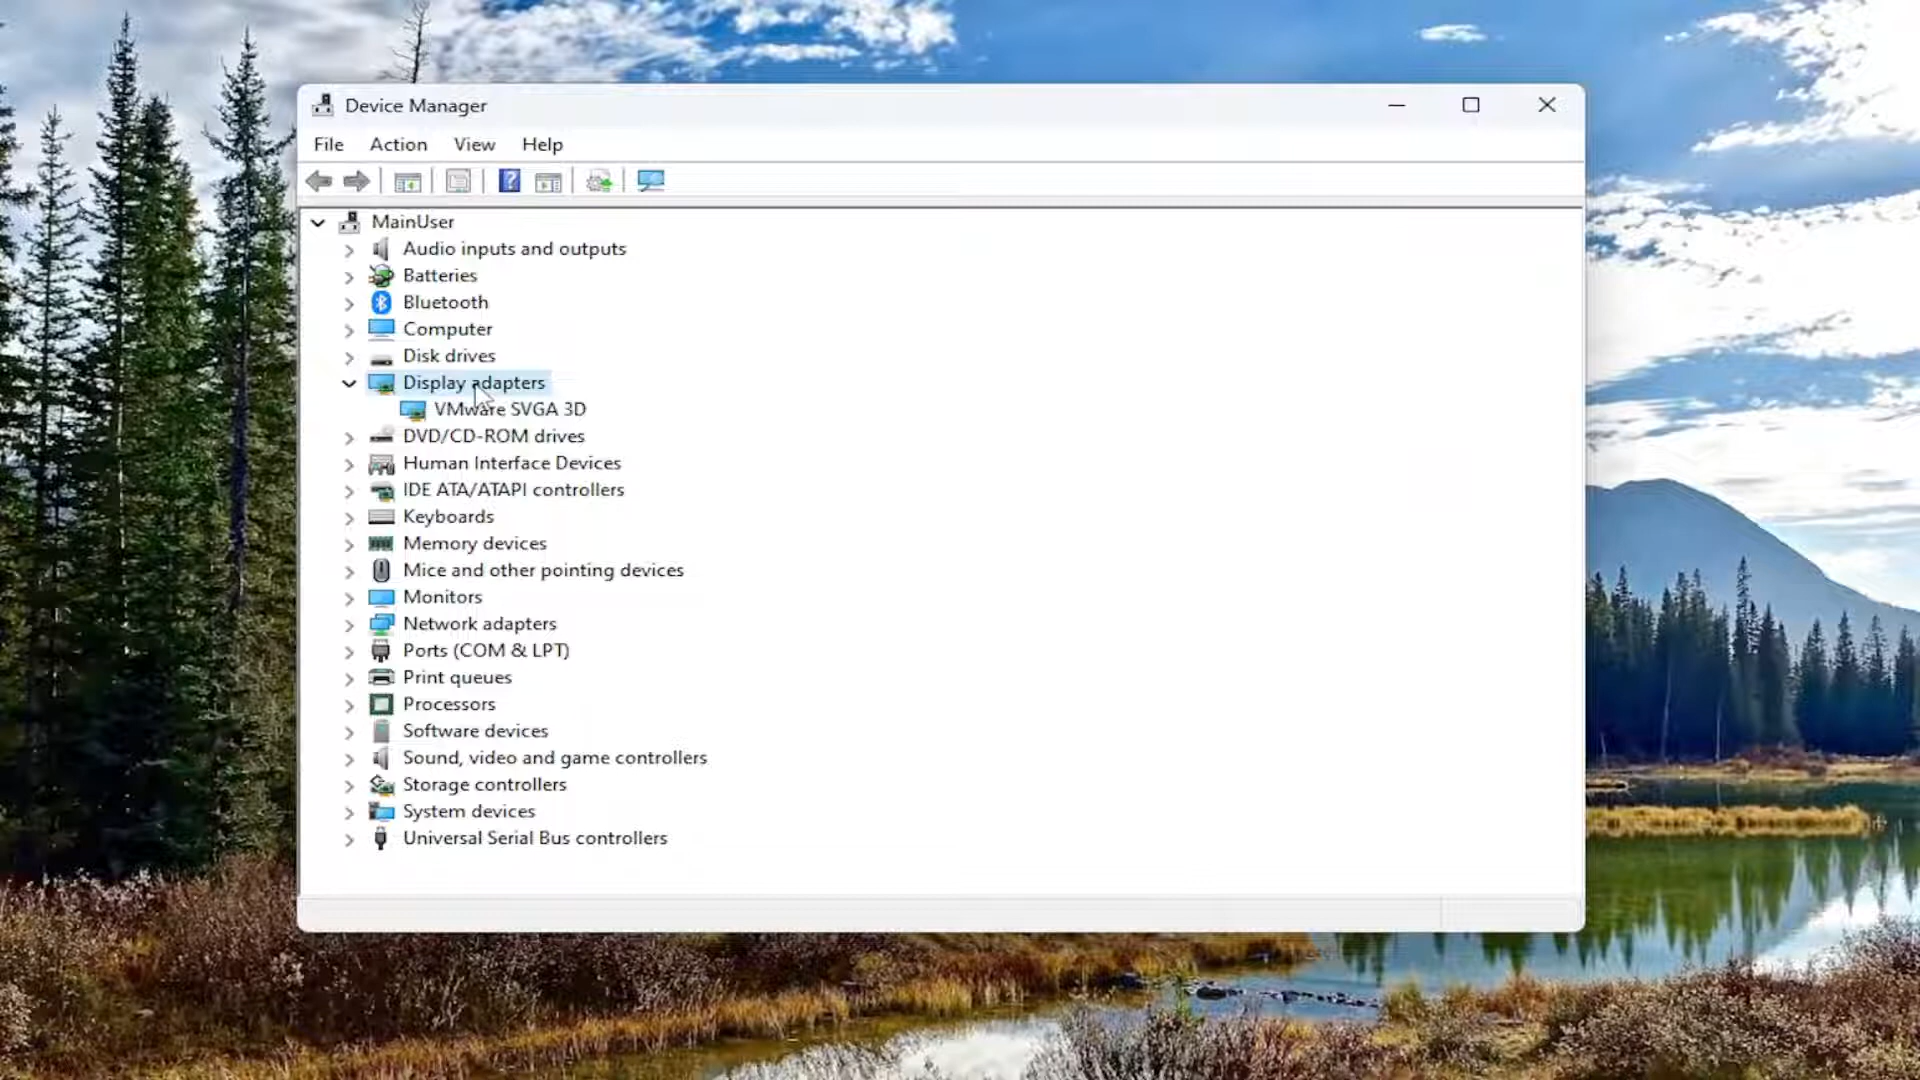 Device Manager
File Action View Help
MainUser
Audio inputs and outputs
Batteries
Bluetooth
Computer
Disk drives
Display adapters
VMware SVGA 3D
DVD/CD-ROM drives
Human Interface Devices
IDE ATA/ATAPI controllers
Keyboards
Memory devices
Mice and other pointing devices
Monitors
Network adapters
Ports (COM & LPT)
Print queues
Processors
Software devices
Sound, video and game controllers
Storage controllers
System devices
Universal Serial Bus controllers